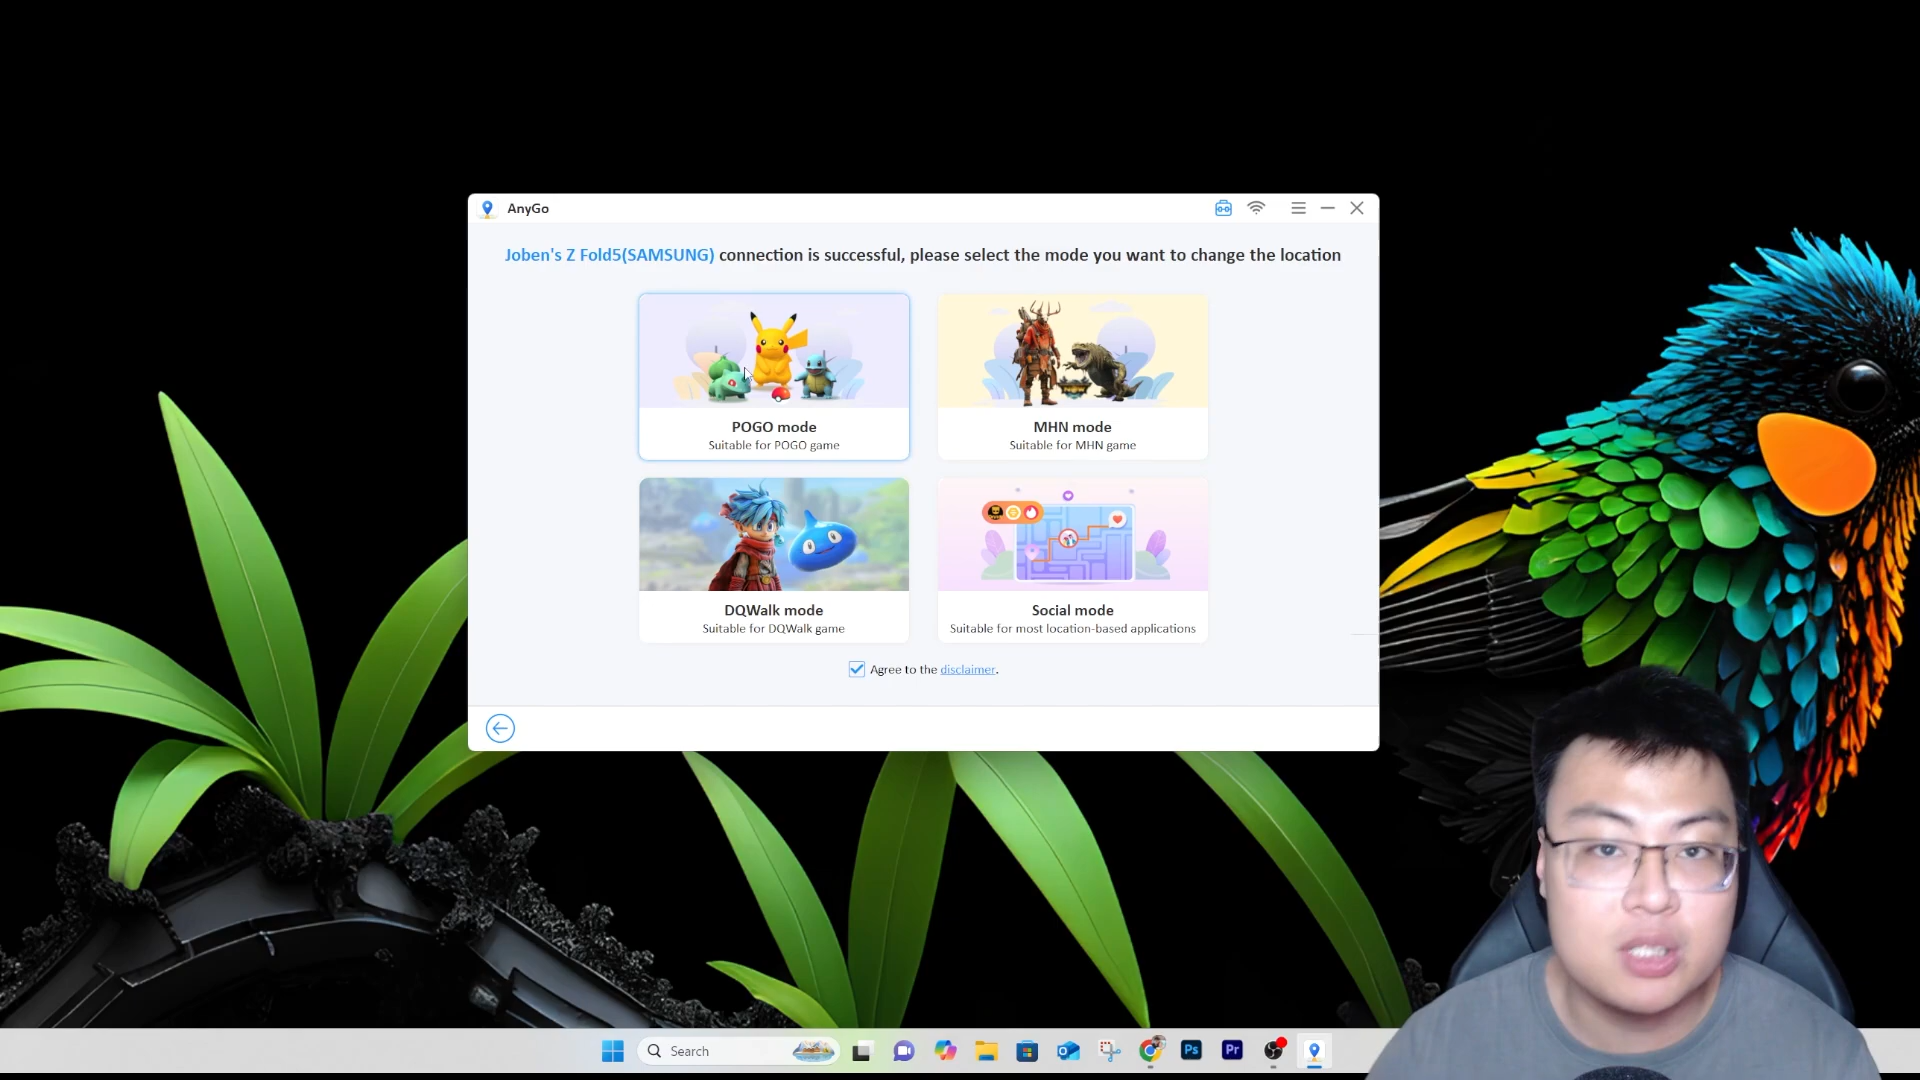 AnyGo
Joben's Z Fold5(SAMSUNG) connection is successful, please select the mode you want to change the location
POGO mode
Suitable for POGO game
MHN mode
Suitable for MHN game
DQWalk mode
Suitable for DQWalk game
Social mode
Suitable for most location-based applications
Agree to the disclaimer.
Search
Ps
Pr